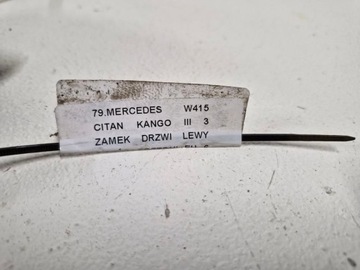 79.MERCEDES W415
CITAN KANGO III 3
ZAMEK DRZWI LEWY